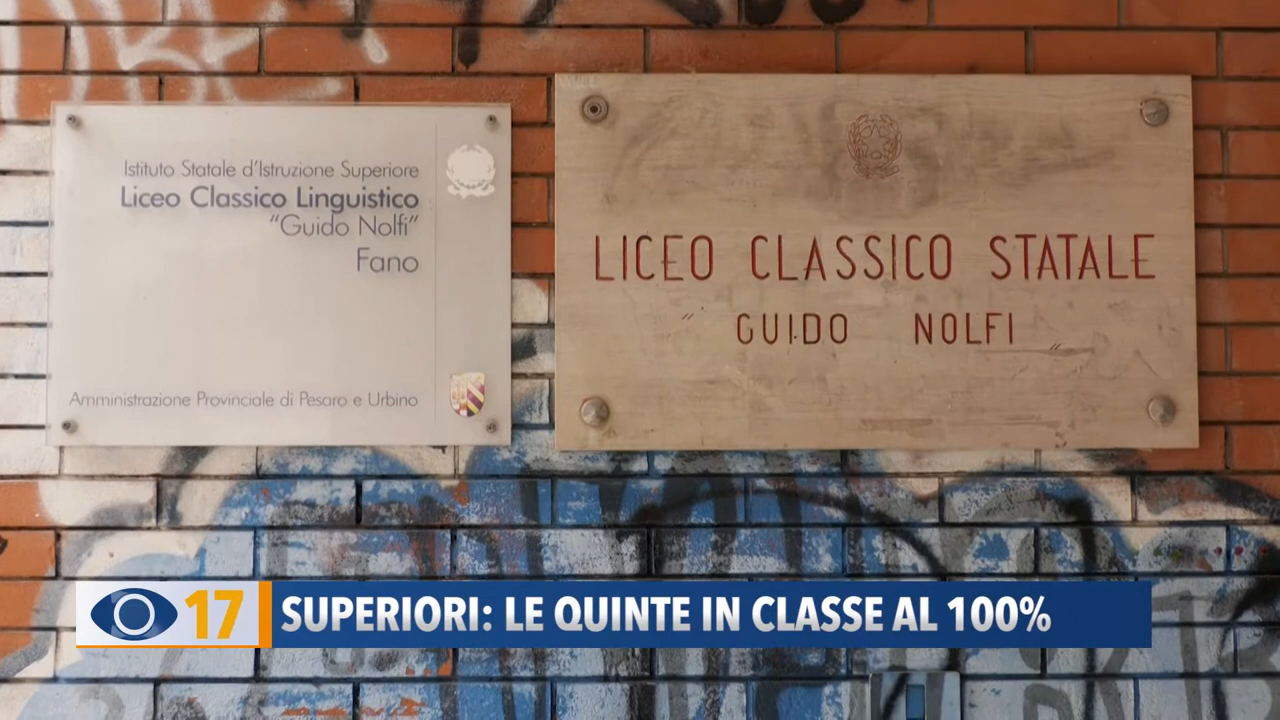 Istituto Statale d'Istruzione Superiore
Liceo Classico Linguistico
"Guido Nolfi"
Fano
Amministrazione Provinciale di Pesaro e Urbino
LICEO CLASSICO STATALE
"GUIDO NOLFI"
17 SUPERIORI: LE QUINTE IN CLASSE AL 100%